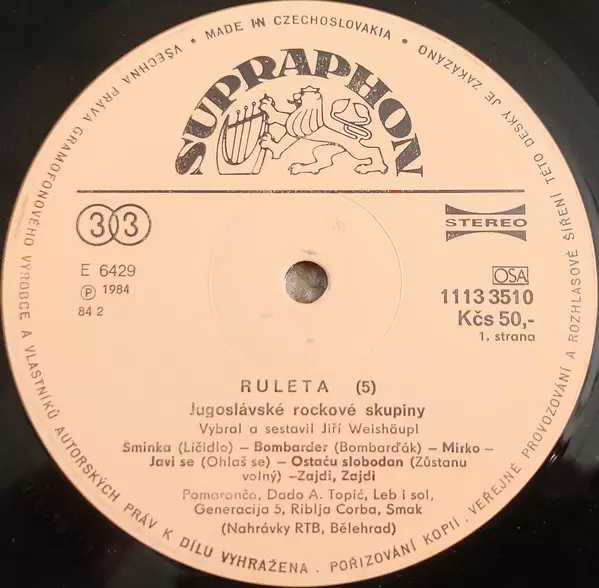 • MADE IN CZECHOSLOVAKIA •
VŠECHNA PRÁVA GRAMOFONOVÉHO VÝROBCE A VLASTNÍKŮ AUTORSKÝCH PRÁV K DÍLU VYHRAŽENA. POŘIZOVÁNÍ KOPIÍ, VEŘEJNÉ PROVOZOVÁNÍ A ROZHLASOVÉ ŠÍŘENÍ TÉTO DESKY JE ZAKÁZÁNO
SUPRAPHON
33
STEREO
E 6429
Ⓟ 1984
84 2
OSA
1113 3510
Kčs 50,-
1. strana
RULETA (5)
Jugoslávské rockové skupiny
Vybral a sestavil Jiří Weishäupl
Šminka (Líčidlo) – Bombarder (Bombarďák) – Mirko –
Javi se (Ohlaš se) – Ostaću slobodan (Zůstanu
volný) –Zajdi, Zajdi
Pomarančo, Dado A. Topić, Leb i sol,
Generacija 5, Riblja Čorba, Smak
(Nahrávky RTB, Bělehrad)